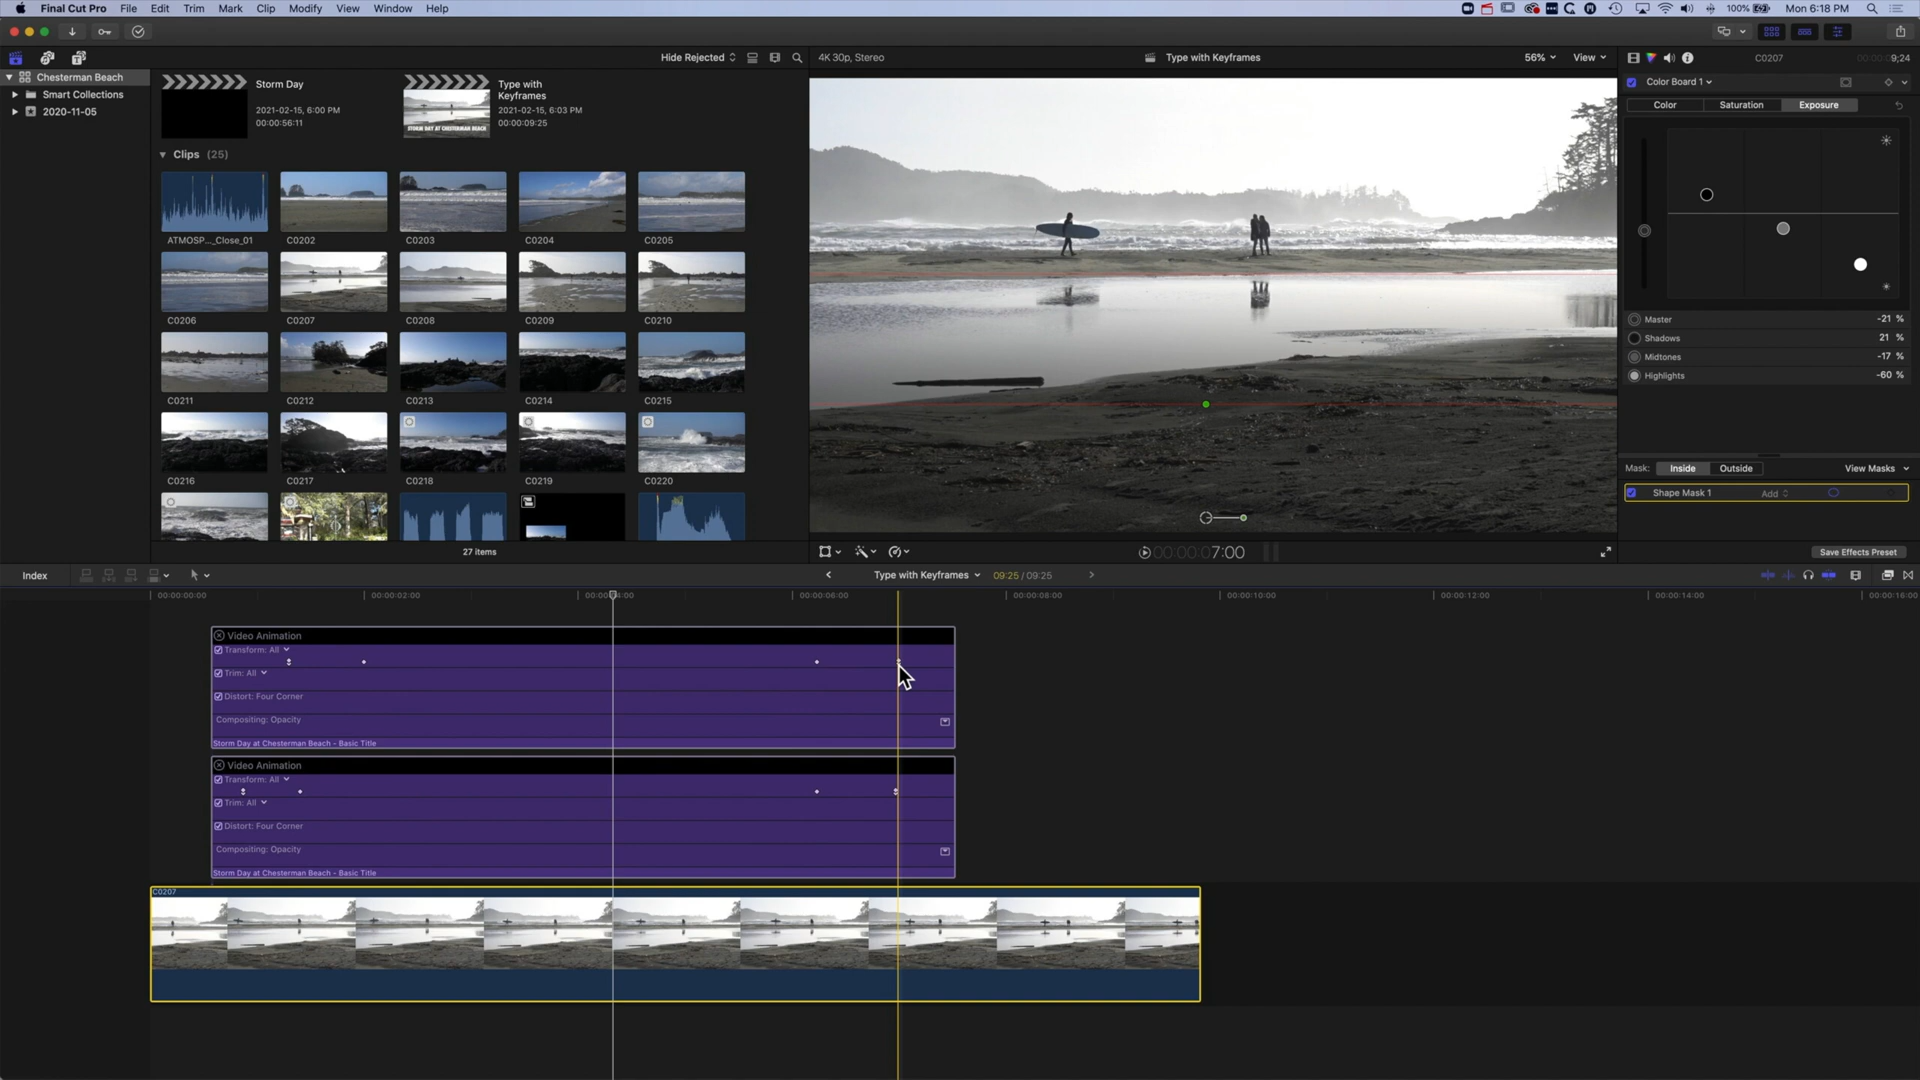 Final Cut Pro File Edit Trim Mark Clip Modify View Window Help
100% Mon 6:18 PM
Hide Rejected
4K 30p, Stereo Type with Keyframes 56% View
C0207 9:24
Chesterman Beach
Smart Collections
2020-11-05
Storm Day
2021-02-15, 6:00 PM
00:00:56:11
Type with
Keyframes
2021-02-15, 6:03 PM
00:00:09:25
STORM DAY AT CHESTERMAN BEACH
Clips (25)
ATMOSP..._Close_01 C0202 C0203 C0204 C0205
C0206 C0207 C0208 C0209 C0210
C0211 C0212 C0213 C0214 C0215
C0216 C0217 C0218 C0219 C0220
27 items
Color Board 1
Color Saturation Exposure
Master -21 %
Shadows 21 %
Midtones -17 %
Highlights -60 %
Mask: Inside Outside View Masks
Shape Mask 1 Add
Save Effects Preset
00:00:00:07:00
Index
Type with Keyframes 09:25 / 09:25
00:00:00:00 00:00:02:00 00:00:04:00 00:00:06:00 00:00:08:00 00:00:10:00 00:00:12:00 00:00:14:00 00:00:16:00
Video Animation
Transform: All
Trim: All
Distort: Four Corner
Compositing: Opacity
Storm Day at Chesterman Beach - Basic Title
Video Animation
Transform: All
Trim: All
Distort: Four Corner
Compositing: Opacity
Storm Day at Chesterman Beach - Basic Title
C0207